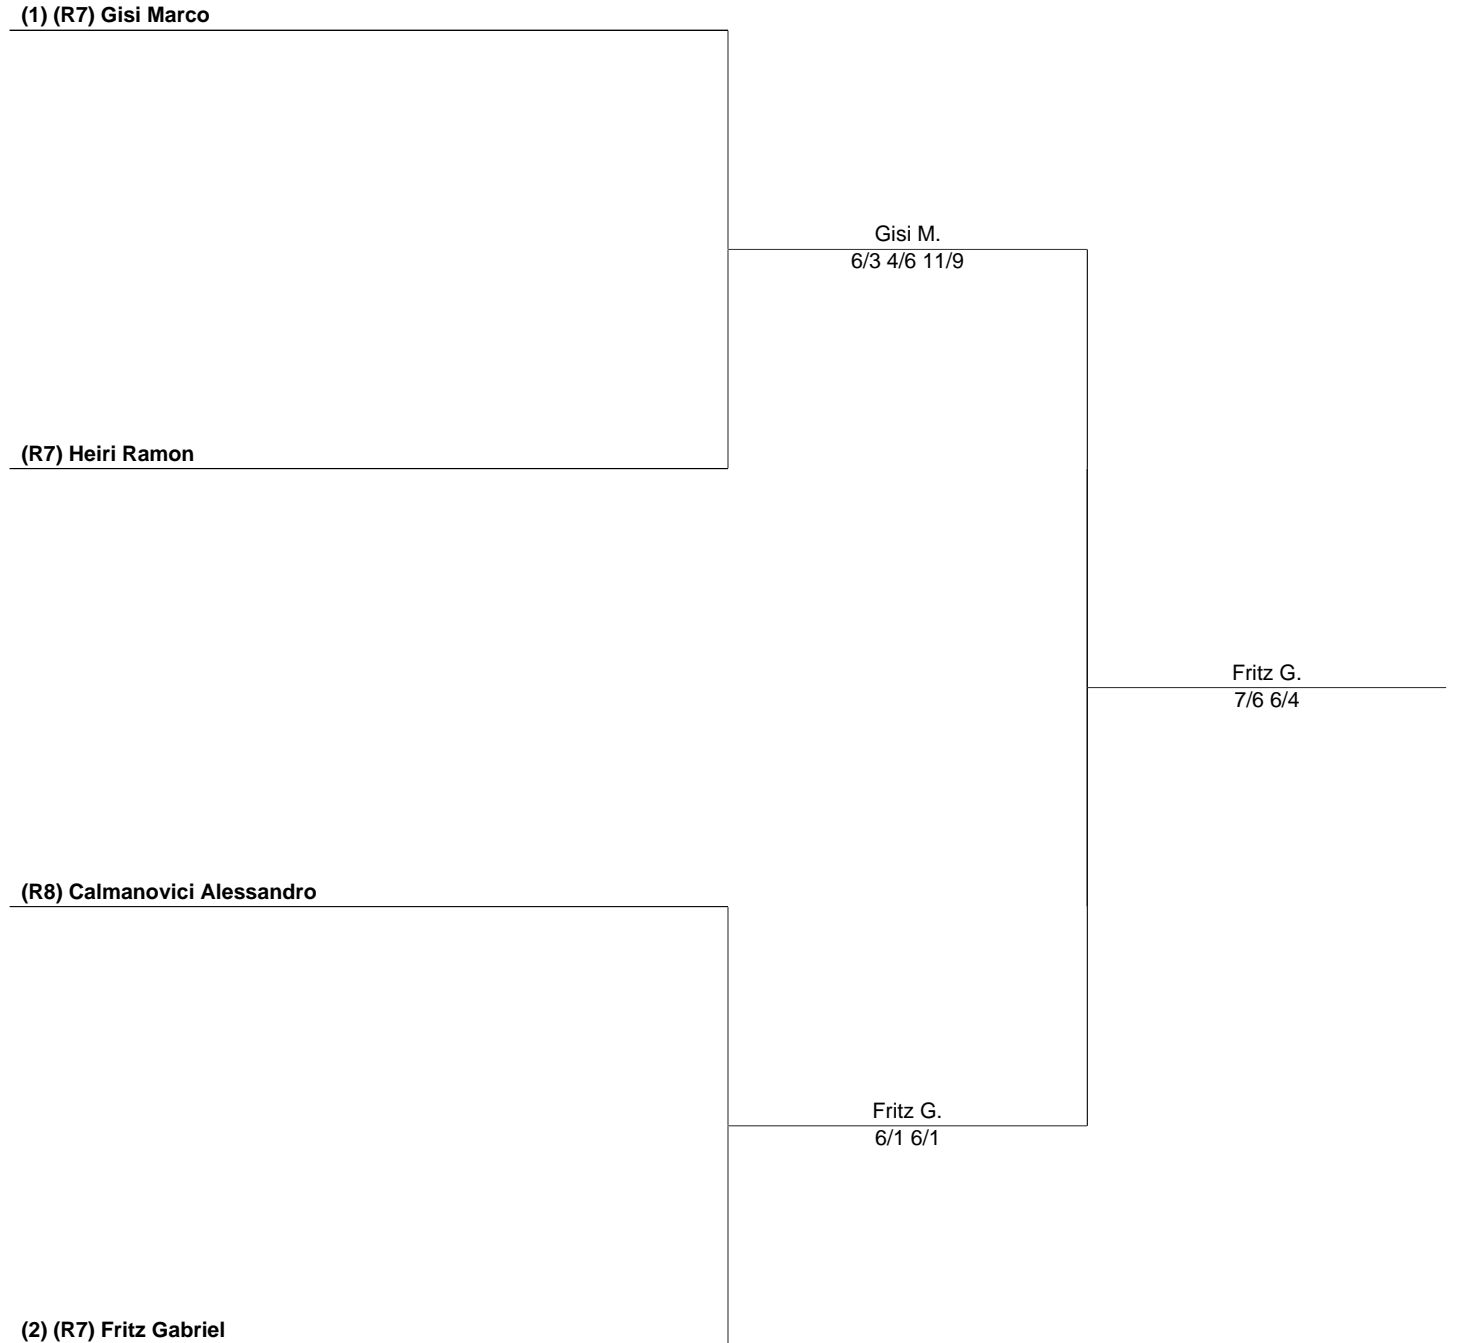 (1) (R7) Gisi Marco
Gisi M.
6/3 4/6 11/9
(R7) Heiri Ramon
Fritz G.
7/6 6/4
(R8) Calmanovici Alessandro
Fritz G.
6/1 6/1
(2) (R7) Fritz Gabriel